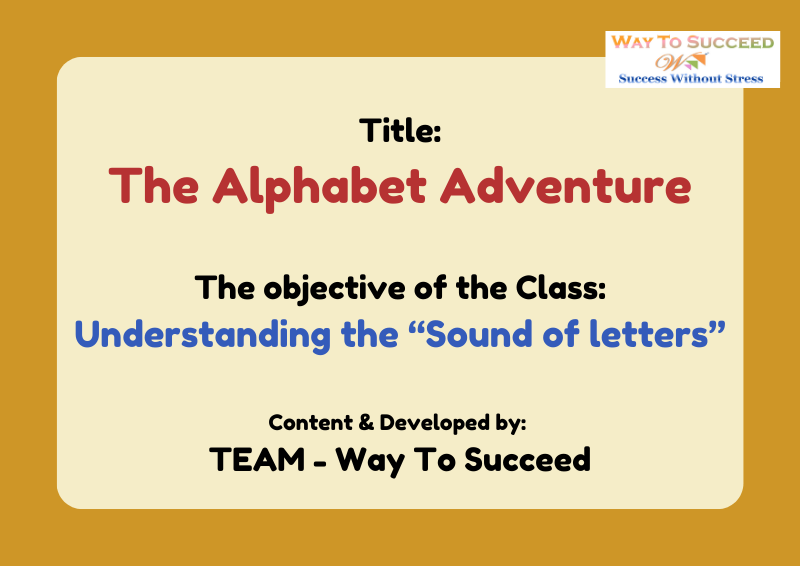 WAY TO SUCCEED
W
Success Without Stress
Title:
The Alphabet Adventure
The objective of the Class:
Understanding the “Sound of letters”
Content & Developed by:
TEAM - Way To Succeed